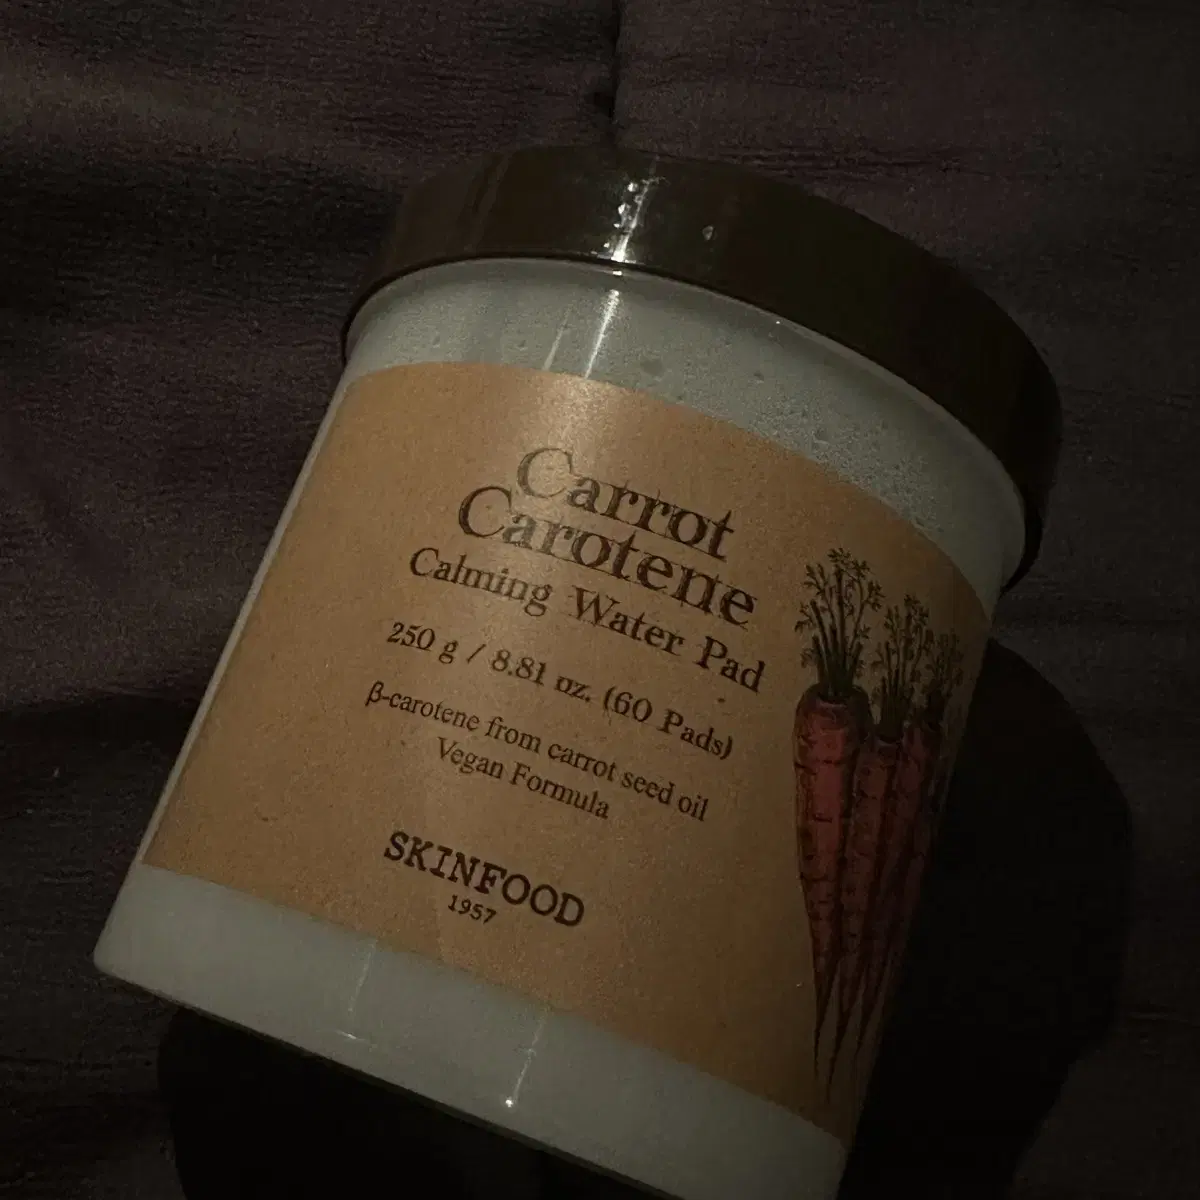 Carrot
Carotene
Calming Water Pad
250 g / 8.81 oz. (60 Pads)
β-carotene from carrot seed oil
Vegan Formula
SKINFOOD
1957